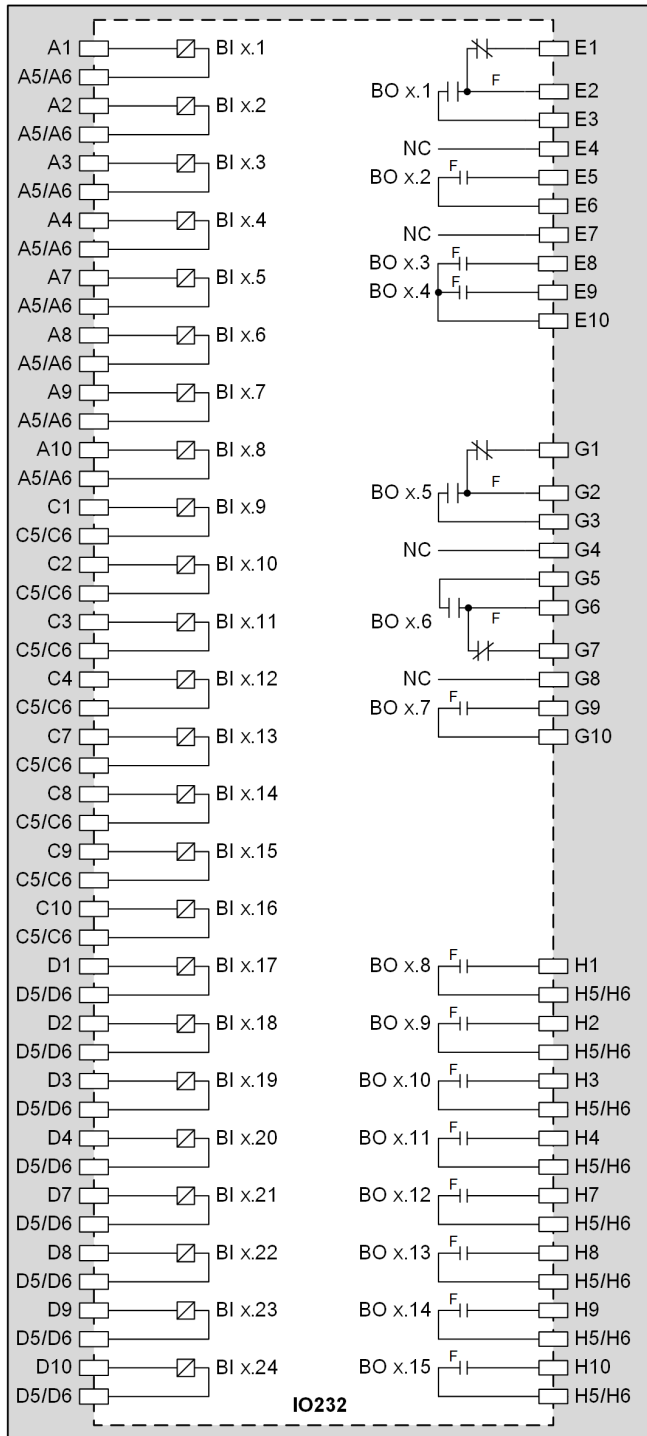 A1 BI x.1
A5/A6
A2 BI x.2
A5/A6
A3 BI x.3
A5/A6
A4 BI x.4
A5/A6
A7 BI x.5
A5/A6
A8 BI x.6
A5/A6
A9 BI x.7
A5/A6
A10 BI x.8
A5/A6
C1 BI x.9
C5/C6
C2 BI x.10
C5/C6
C3 BI x.11
C5/C6
C4 BI x.12
C5/C6
C7 BI x.13
C5/C6
C8 BI x.14
C5/C6
C9 BI x.15
C5/C6
C10 BI x.16
C5/C6
D1 BI x.17
D5/D6
D2 BI x.18
D5/D6
D3 BI x.19
D5/D6
D4 BI x.20
D5/D6
D7 BI x.21
D5/D6
D8 BI x.22
D5/D6
D9 BI x.23
D5/D6
D10 BI x.24
D5/D6
E1
BO x.1 F E2
E3
NC E4
BO x.2 F E5
E6
NC E7
BO x.3 F E8
BO x.4 F E9
E10
G1
BO x.5 F G2
G3
NC G4
G5
G6
BO x.6 F
G7
NC G8
BO x.7 F G9
G10
BO x.8 F H1
H5/H6
BO x.9 F H2
H5/H6
BO x.10 F H3
H5/H6
BO x.11 F H4
H5/H6
BO x.12 F H7
H5/H6
BO x.13 F H8
H5/H6
BO x.14 F H9
H5/H6
BO x.15 F H10
H5/H6
IO232